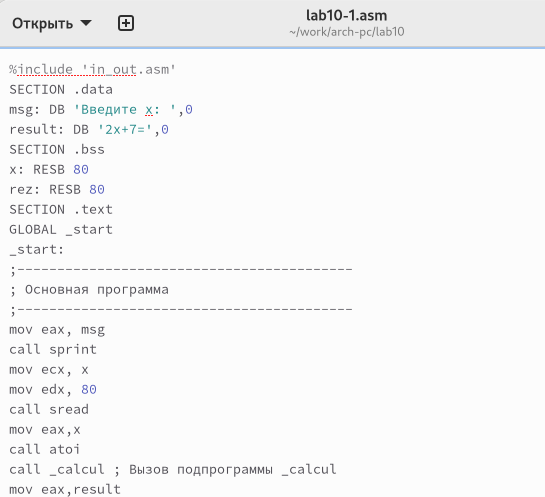 Открыть
lab10-1.asm
~/work/arch-pc/lab10
%include 'in_out.asm'
SECTION .data
msg: DB 'Введите x: ',0
result: DB '2x+7=',0
SECTION .bss
x: RESB 80
rez: RESB 80
SECTION .text
GLOBAL _start
_start:
;------------------------------------------
; Основная программа
;------------------------------------------
mov eax, msg
call sprint
mov ecx, x
mov edx, 80
call sread
mov eax,x
call atoi
call _calcul ; Вызов подпрограммы _calcul
mov eax,result